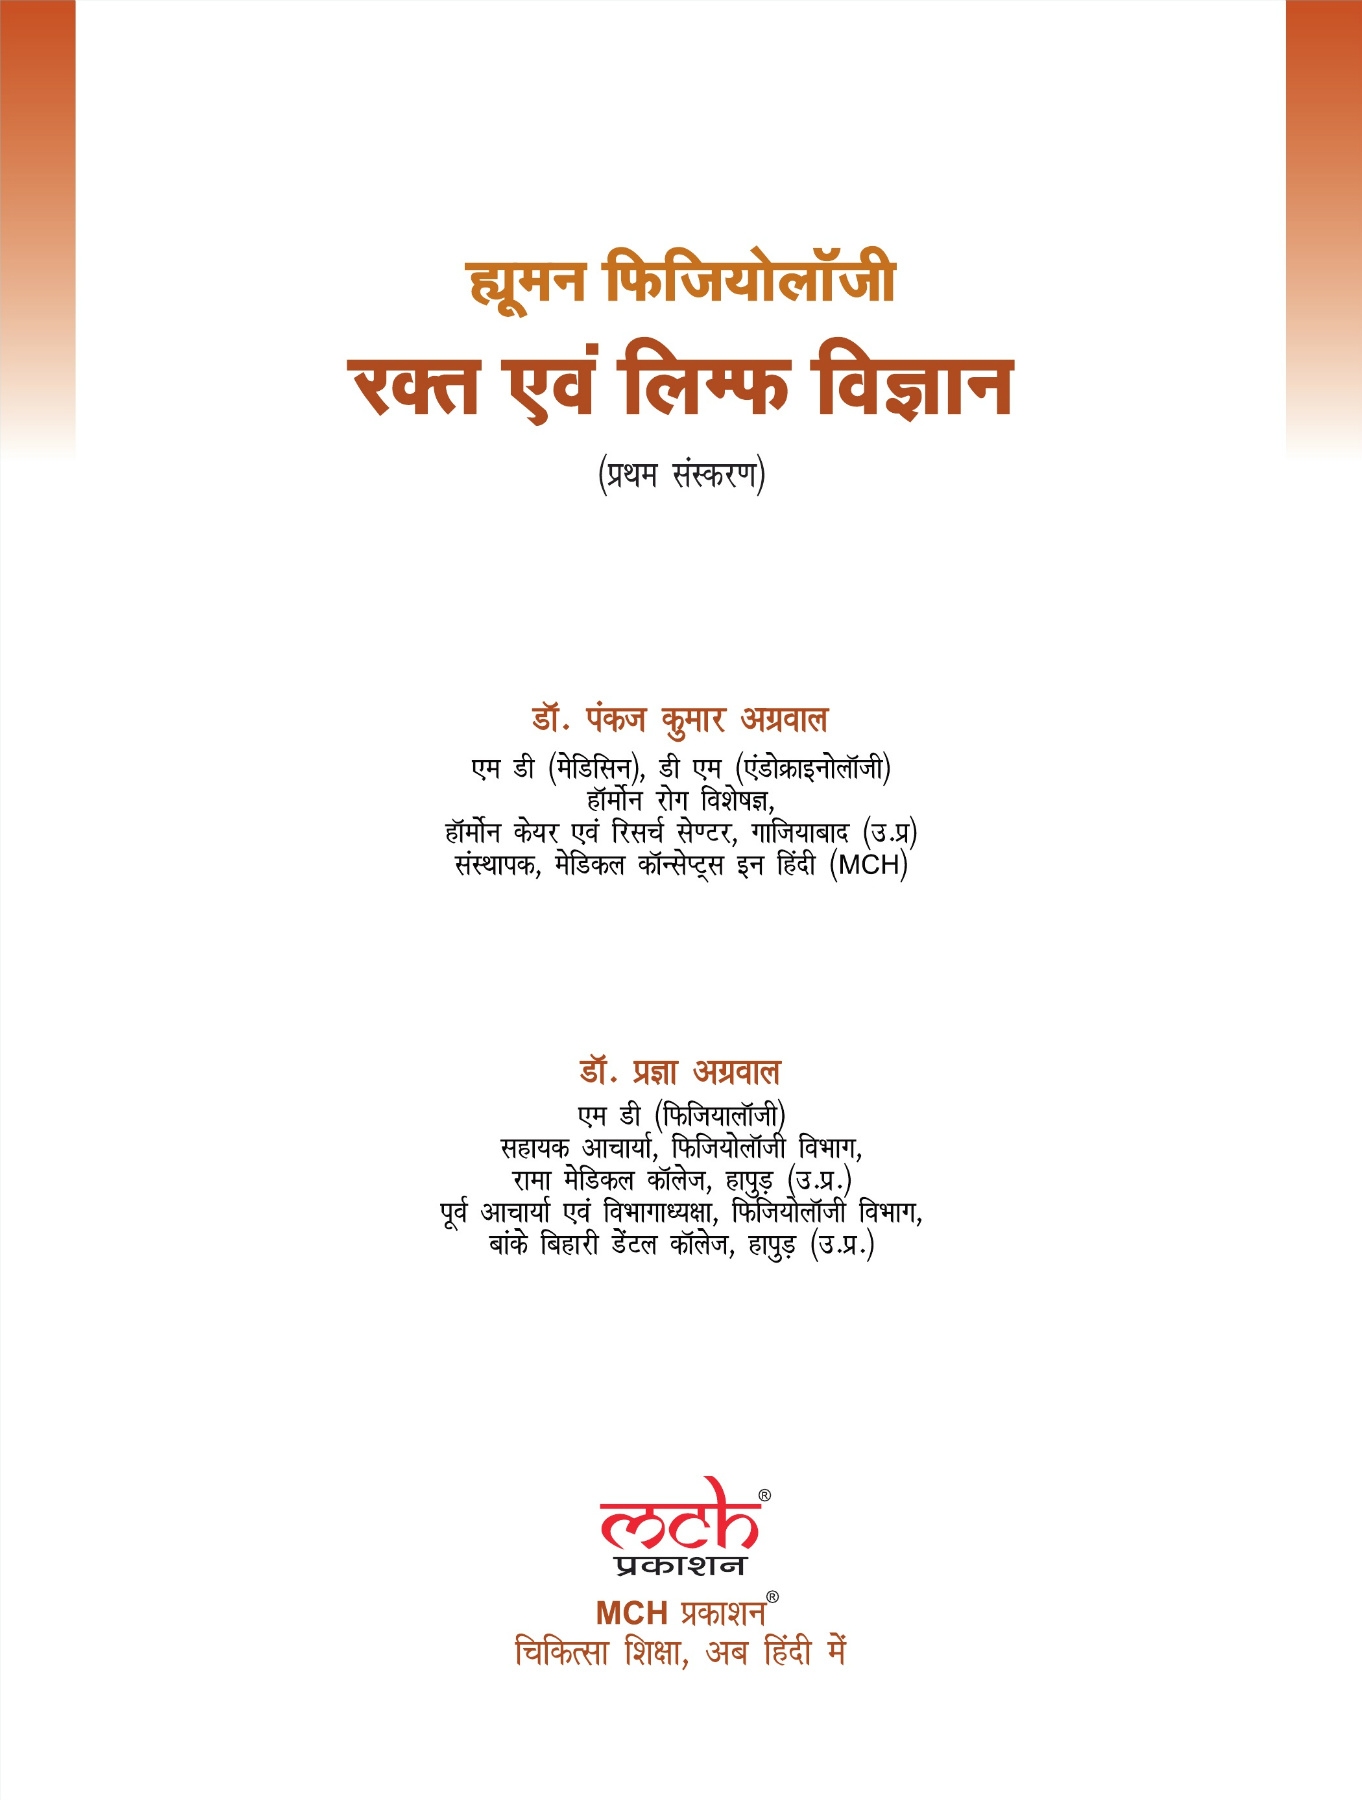 ह्यूमन फिजियोलॉजी
रक्त एवं लिम्फ विज्ञान
(प्रथम संस्करण)
डॉ. पंकज कुमार अग्रवाल
एम डी (मेडिसिन), डी एम (एंडोक्राइनोलॉजी)
हॉर्मोन रोग विशेषज्ञ,
हॉर्मोन केयर एवं रिसर्च सेण्टर, गाजियाबाद (उ.प्र)
संस्थापक, मेडिकल कॉन्सेप्ट्स इन हिंदी (MCH)
डॉ. प्रज्ञा अग्रवाल
एम डी (फिजियालॉजी)
सहायक आचार्या, फिजियोलॉजी विभाग,
रामा मेडिकल कॉलेज, हापुड़ (उ.प्र.)
पूर्व आचार्या एवं विभागाध्यक्षा, फिजियोलॉजी विभाग,
बांके बिहारी डेंटल कॉलेज, हापुड़ (उ.प्र.)
mch®
प्रकाशन
MCH प्रकाशन®
चिकित्सा शिक्षा, अब हिंदी में